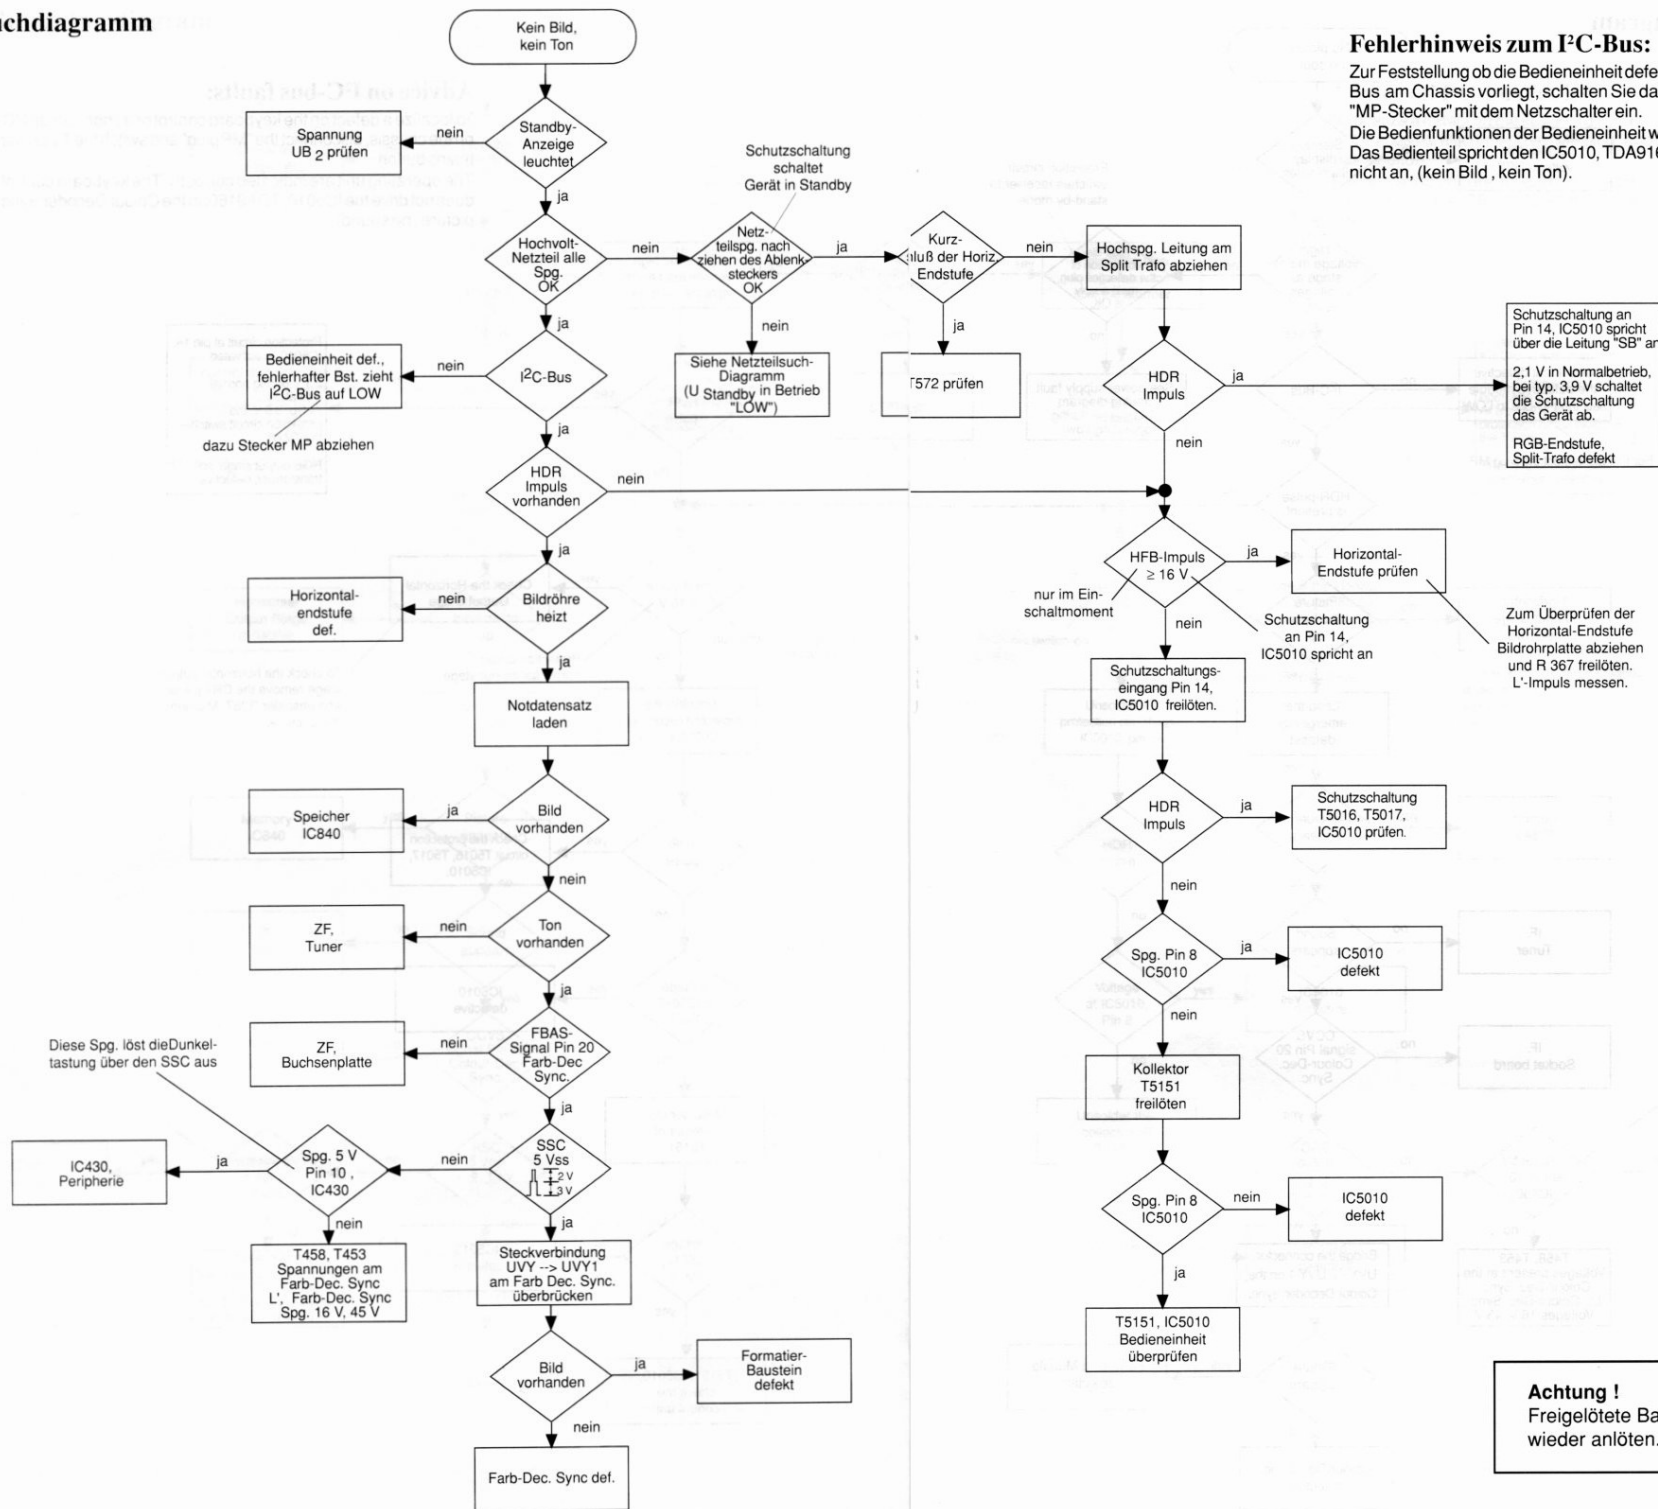 chdiagramm
Kein Bild,
kein Ton
Fehlerhinweis zum I²C-Bus:
Zur Feststellung ob die Bedieneinheit defe
Bus am Chassis vorliegt, schalten Sie da
"MP-Stecker" mit dem Netzschalter ein.
Die Bedienfunktionen der Bedieneinheit w
Das Bedienteil spricht den IC5010, TDA916
nicht an, (kein Bild , kein Ton).
Standby-
Anzeige
leuchtet
nein
Spannung
UB 2 prüfen
ja
Hochvolt-
Netzteil alle
Spg.
OK
nein
Schutzschaltung
schaltet
Gerät in Standby
Netz-
teilspg. nach
ziehen des Ablenk-
steckers
OK
ja
Kurz-
luß der Horiz.
Endstufe
nein
Hochspg. Leitung am
Split Trafo abziehen
ja
nein
ja
Siehe Netzteilsuch-
Diagramm
(U Standby in Betrieb
"LOW")
T572 prüfen
HDR
Impuls
ja
Schutzschaltung an
Pin 14, IC5010 spricht
über die Leitung "SB" an
2,1 V in Normalbetrieb,
bei typ. 3,9 V schaltet
die Schutzschaltung
das Gerät ab.
RGB-Endstufe,
Split-Trafo defekt
nein
I²C-Bus
nein
Bedieneinheit def.,
fehlerhafter Bst. zieht
I²C-Bus auf LOW
dazu Stecker MP abziehen
ja
HDR
Impuls
vorhanden
nein
ja
HFB-Impuls
≥ 16 V
ja
Horizontal-
Endstufe prüfen
nur im Ein-
schaltmoment
nein
Schutzschaltung
an Pin 14,
IC5010 spricht an
Zum Überprüfen der
Horizontal-Endstufe
Bildrohrplatte abziehen
und R 367 freilöten.
L'-Impuls messen.
Bildröhre
heizt
nein
Horizontal-
endstufe
def.
ja
Schutzschaltungs-
eingang Pin 14,
IC5010 freilöten.
Notdatensatz
laden
HDR
Impuls
ja
Schutzschaltung
T5016, T5017,
IC5010 prüfen.
nein
Bild
vorhanden
ja
Speicher
IC840
nein
Ton
vorhanden
nein
ZF,
Tuner
ja
Spg. Pin 8
IC5010
ja
IC5010
defekt
nein
FBAS-
Signal Pin 20
Farb-Dec
Sync.
nein
ZF,
Buchsenplatte
ja
Kollektor
T5151
freilöten
Diese Spg. löst dieDunkel-
tastung über den SSC aus
SSC
5 Vss
2 V
3 V
nein
Spg. 5 V
Pin 10 ,
IC430
ja
IC430,
Peripherie
nein
T458, T453
Spannungen am
Farb-Dec. Sync
L', Farb-Dec. Sync
Spg. 16 V, 45 V
ja
Steckverbindung
UVY --> UVY1
am Farb Dec. Sync.
überbrücken
Spg. Pin 8
IC5010
nein
IC5010
defekt
ja
T5151, IC5010
Bedieneinheit
überprüfen
Bild
vorhanden
ja
Formatier-
Baustein
defekt
nein
Farb-Dec. Sync def.
Achtung !
Freigelötete Ba
wieder anlöten.